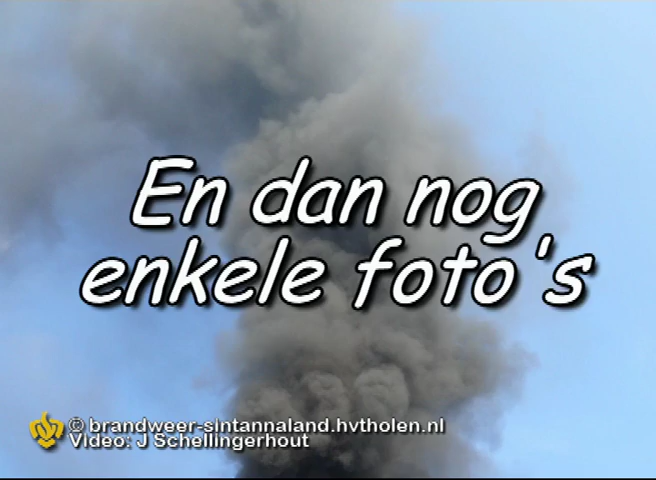 En dan nog
enkele foto's
© brandweer-sintannaland.hvtholen.nl
Video: J Schellingerhout